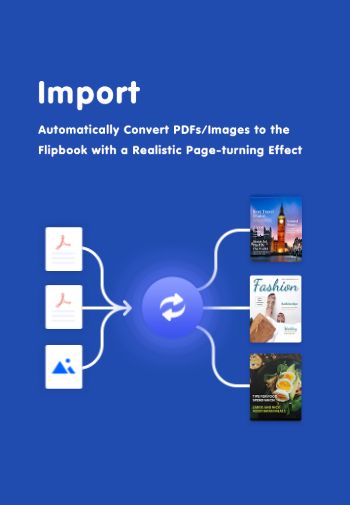 Import
Automatically Convert PDFs/Images to the
Flipbook with a Realistic Page-turning Effect
Fashion